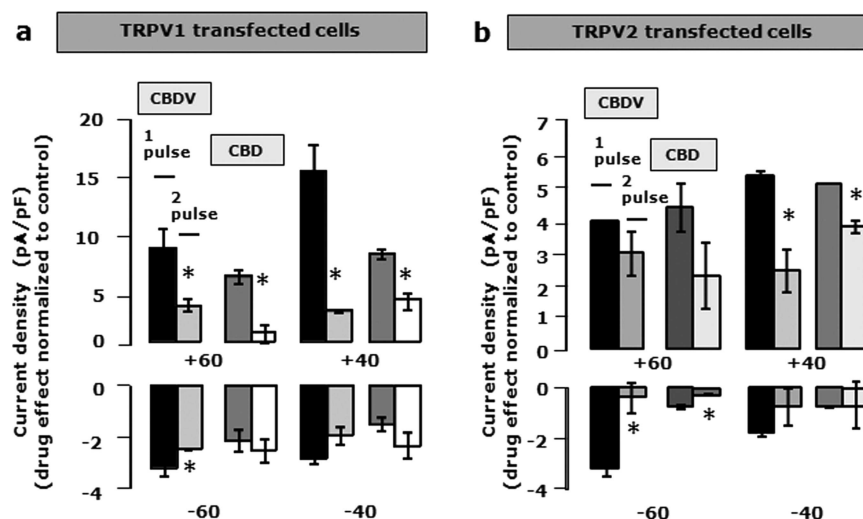 a
TRPV1 transfected cells
CBDV
CBD
1
pulse
2
pulse
Current density (pA/pF)
(drug effect normalized to control)
20
15
10
5
0
*
*
*
*
+60
+40
0
-2
-4
*
-60
-40
b
TRPV2 transfected cells
CBDV
CBD
1
pulse
2
pulse
Current density (pA/pF)
(drug effect normalized to control)
7
6
5
4
3
2
1
0
*
*
+60
+40
0
-2
-4
*
*
-60
-40